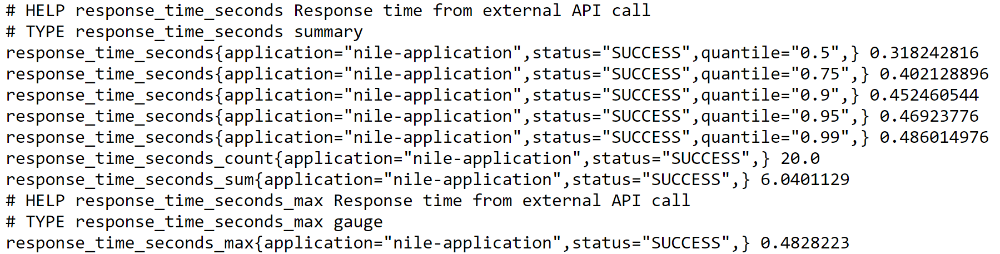 # HELP response_time_seconds Response time from external API call
# TYPE response_time_seconds summary
response_time_seconds{application="nile-application",status="SUCCESS",quantile="0.5",} 0.318242816
response_time_seconds{application="nile-application",status="SUCCESS",quantile="0.75",} 0.402128896
response_time_seconds{application="nile-application",status="SUCCESS",quantile="0.9",} 0.452460544
response_time_seconds{application="nile-application",status="SUCCESS",quantile="0.95",} 0.46923776
response_time_seconds{application="nile-application",status="SUCCESS",quantile="0.99",} 0.486014976
response_time_seconds_count{application="nile-application",status="SUCCESS",} 20.0
response_time_seconds_sum{application="nile-application",status="SUCCESS",} 6.0401129
# HELP response_time_seconds_max Response time from external API call
# TYPE response_time_seconds_max gauge
response_time_seconds_max{application="nile-application",status="SUCCESS",} 0.4828223